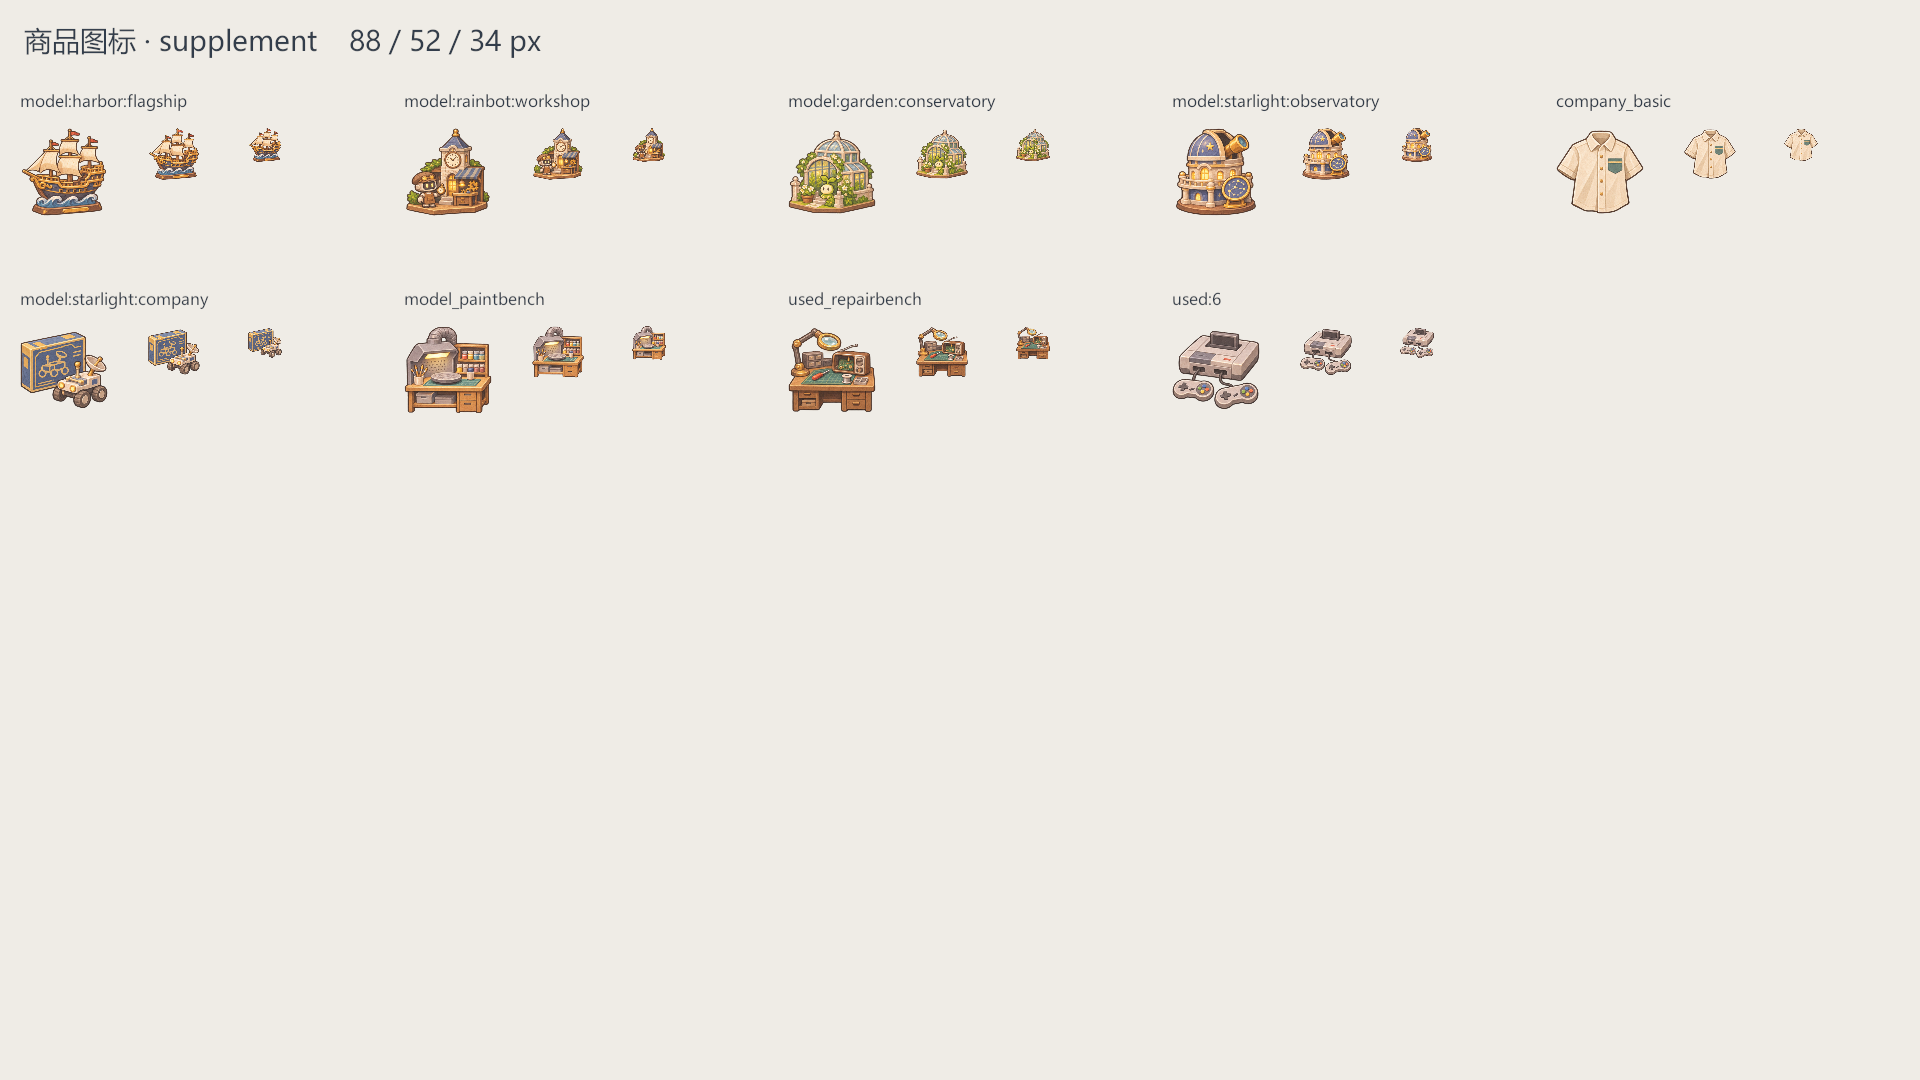 商品图标 · supplement    88 / 52 / 34 px
model:harbor:flagship
model:rainbot:workshop
model:garden:conservatory
model:starlight:observatory
company_basic
model:starlight:company
model_paintbench
used_repairbench
used:6